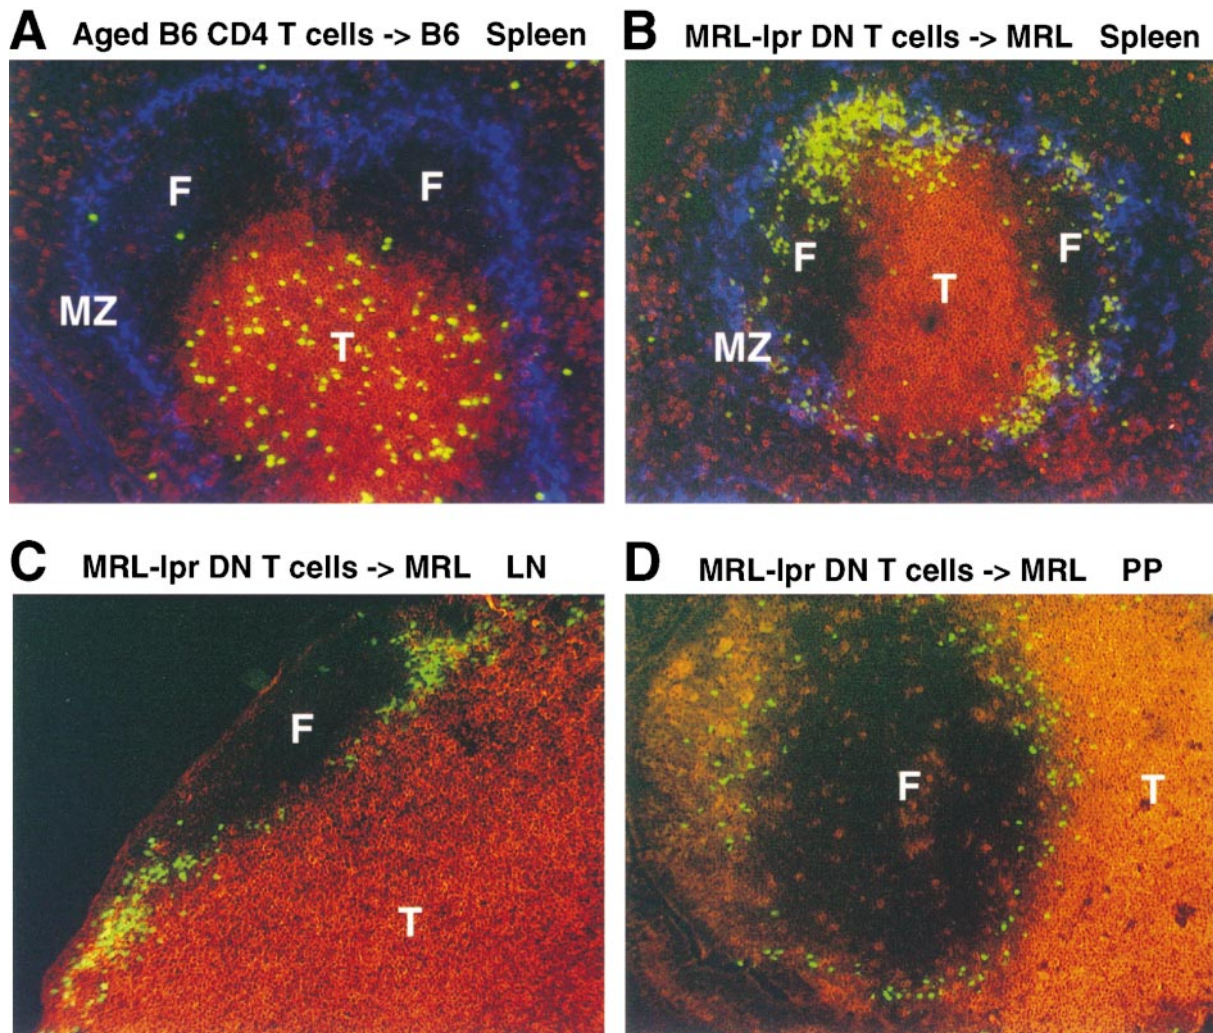 A Aged B6 CD4 T cells -> B6 Spleen
F
F
MZ
T
B MRL-lpr DN T cells -> MRL Spleen
F
F
T
MZ
C MRL-lpr DN T cells -> MRL LN
F
T
D MRL-lpr DN T cells -> MRL PP
F
T